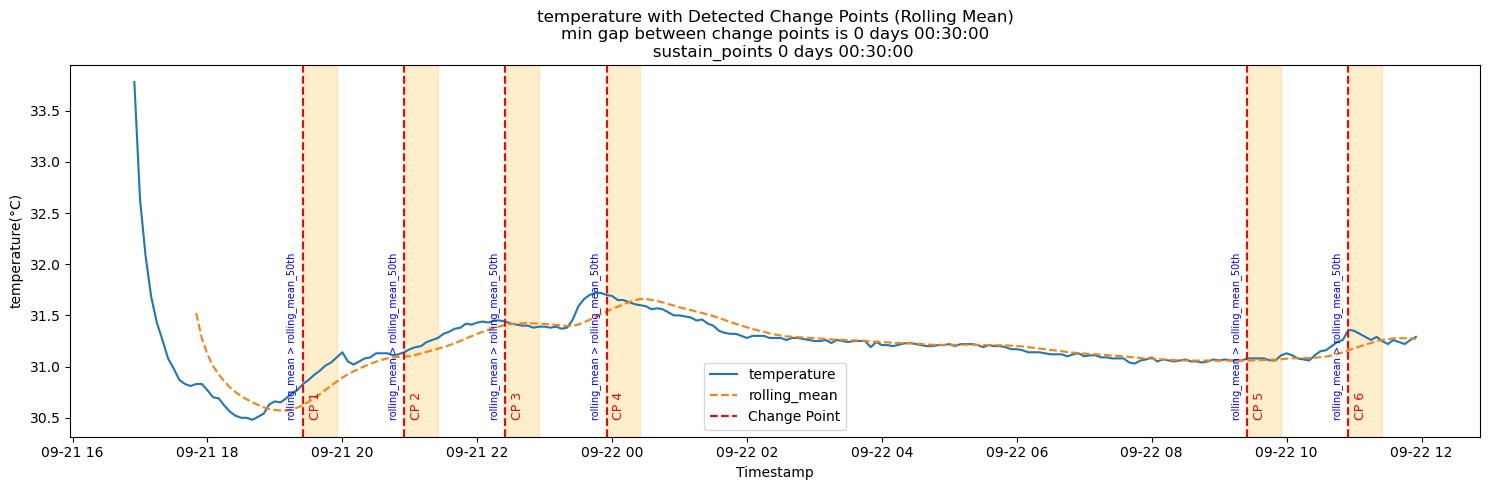 temperature with Detected Change Points (Rolling Mean)
min gap between change points is 0 days 00:30:00
sustain_points 0 days 00:30:00
temperature(°C)
33.5
33.0
32.5
32.0
31.5
31.0
30.5
rolling_mean > rolling_mean_50th
CP 1
rolling_mean > rolling_mean_50th
CP 2
rolling_mean > rolling_mean_50th
CP 3
rolling_mean > rolling_mean_50th
CP 4
rolling_mean > rolling_mean_50th
CP 5
rolling_mean > rolling_mean_50th
CP 6
temperature
rolling_mean
Change Point
09-21 16 09-21 18 09-21 20 09-21 22 09-22 00 09-22 02 09-22 04 09-22 06 09-22 08 09-22 10 09-22 12
Timestamp